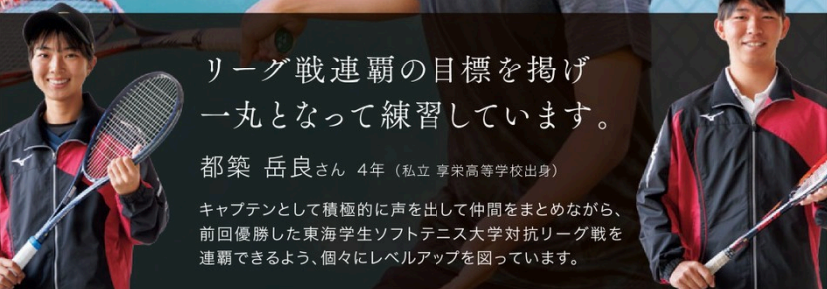 リーグ戦連覇の目標を掲げ
一丸となって練習しています。
都築 岳良さん 4年（私立 享栄高等学校出身）
キャプテンとして積極的に声を出して仲間をまとめながら、
前回優勝した東海学生ソフトテニス大学対抗リーグ戦を
連覇できるよう、個々にレベルアップを図っています。